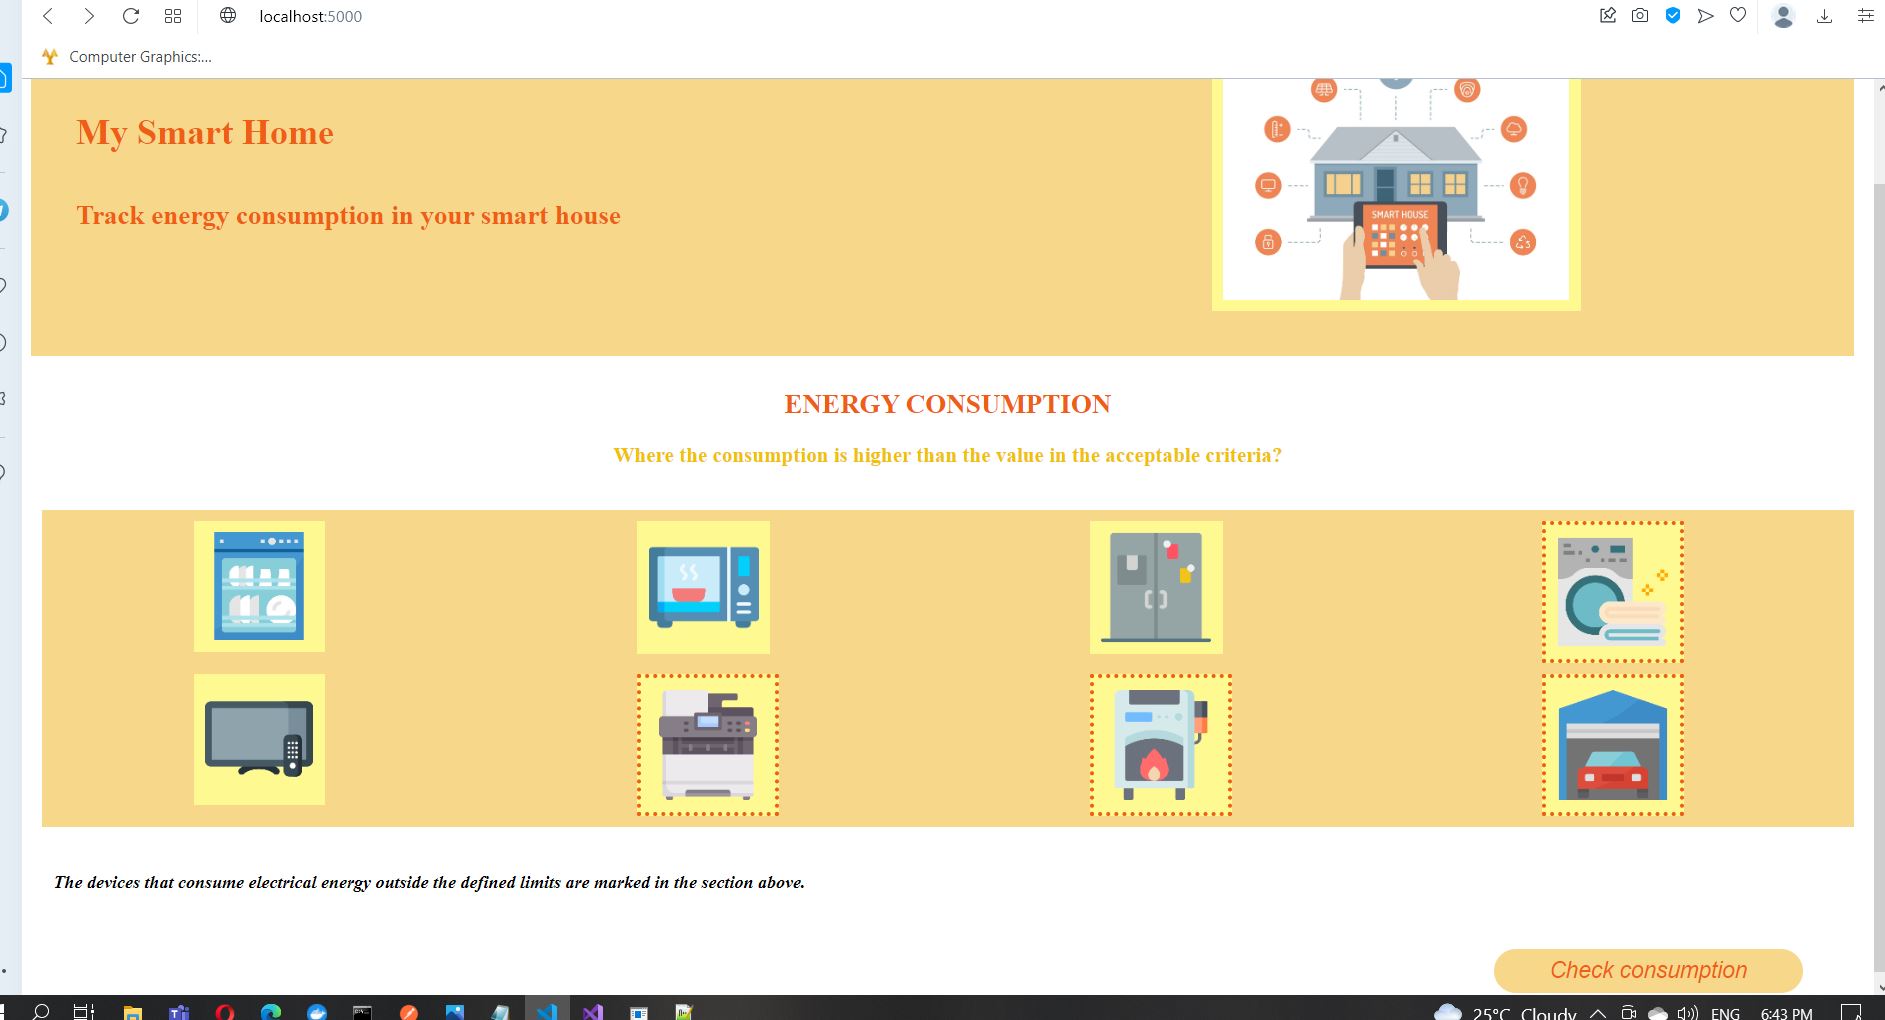 localhost:5000
Computer Graphics:...
My Smart Home
Track energy consumption in your smart house
SMART HOUSE
ENERGY CONSUMPTION
Where the consumption is higher than the value in the acceptable criteria?
The devices that consume electrical energy outside the defined limits are marked in the section above.
Check consumption
25°C Cloudy
ENG
6:43 PM